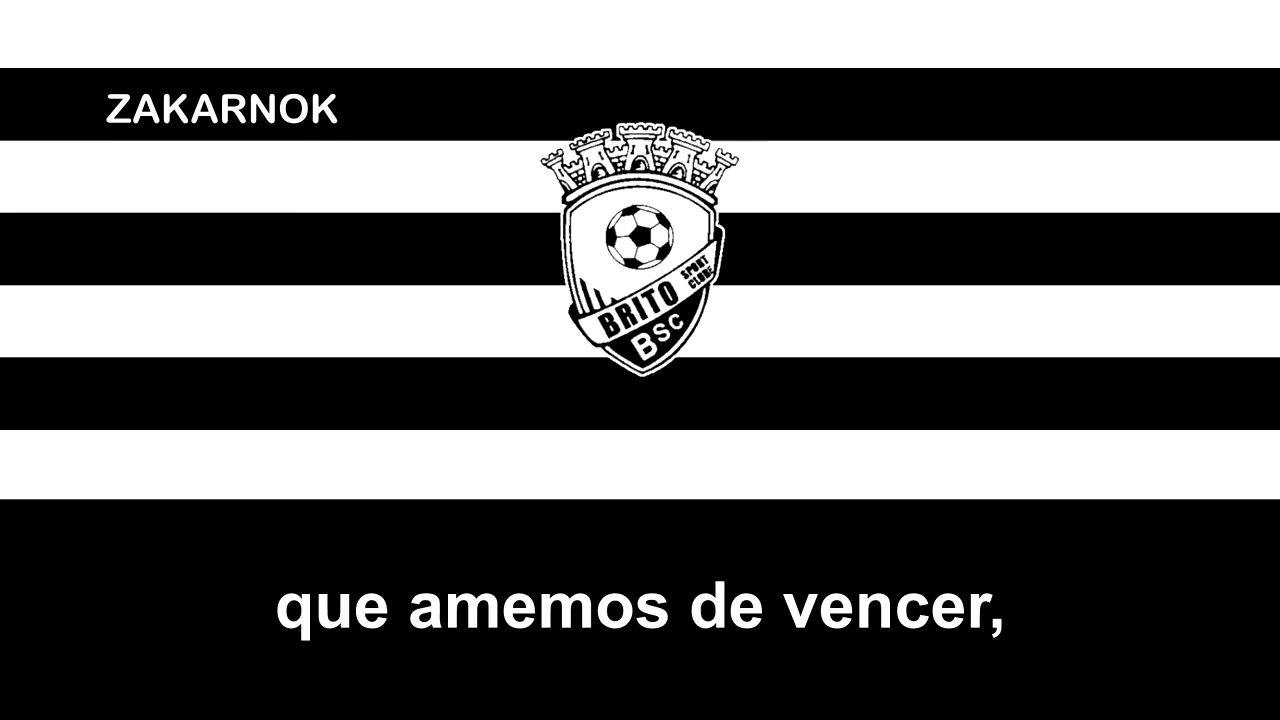 ZAKARNOK
SPORT
CLUBE
BRITO
BSC
que amemos de vencer,